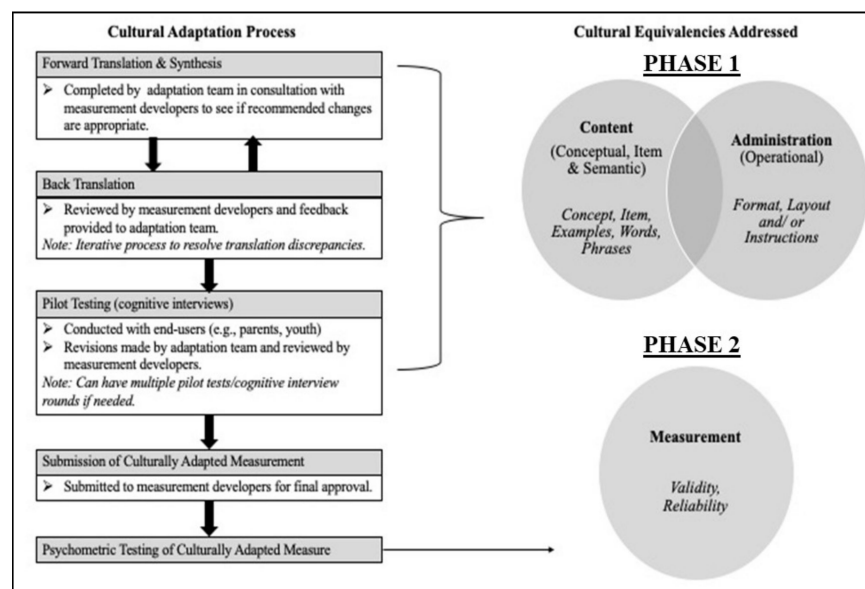 Cultural Adaptation Process
Forward Translation & Synthesis
➢ Completed by adaptation team in consultation with
measurement developers to see if recommended changes
are appropriate.
Back Translation
➢ Reviewed by measurement developers and feedback
provided to adaptation team.
Note: Iterative process to resolve translation discrepancies.
Pilot Testing (cognitive interviews)
➢ Conducted with end-users (e.g., parents, youth)
➢ Revisions made by adaptation team and reviewed by
measurement developers.
Note: Can have multiple pilot tests/cognitive interview
rounds if needed.
Submission of Culturally Adapted Measurement
➢ Submitted to measurement developers for final approval.
Psychometric Testing of Culturally Adapted Measure
Cultural Equivalencies Addressed
PHASE 1
Content
(Conceptual, Item
& Semantic)
Concept, Item,
Examples, Words,
Phrases
Administration
(Operational)
Format, Layout
and/ or
Instructions
PHASE 2
Measurement
Validity,
Reliability